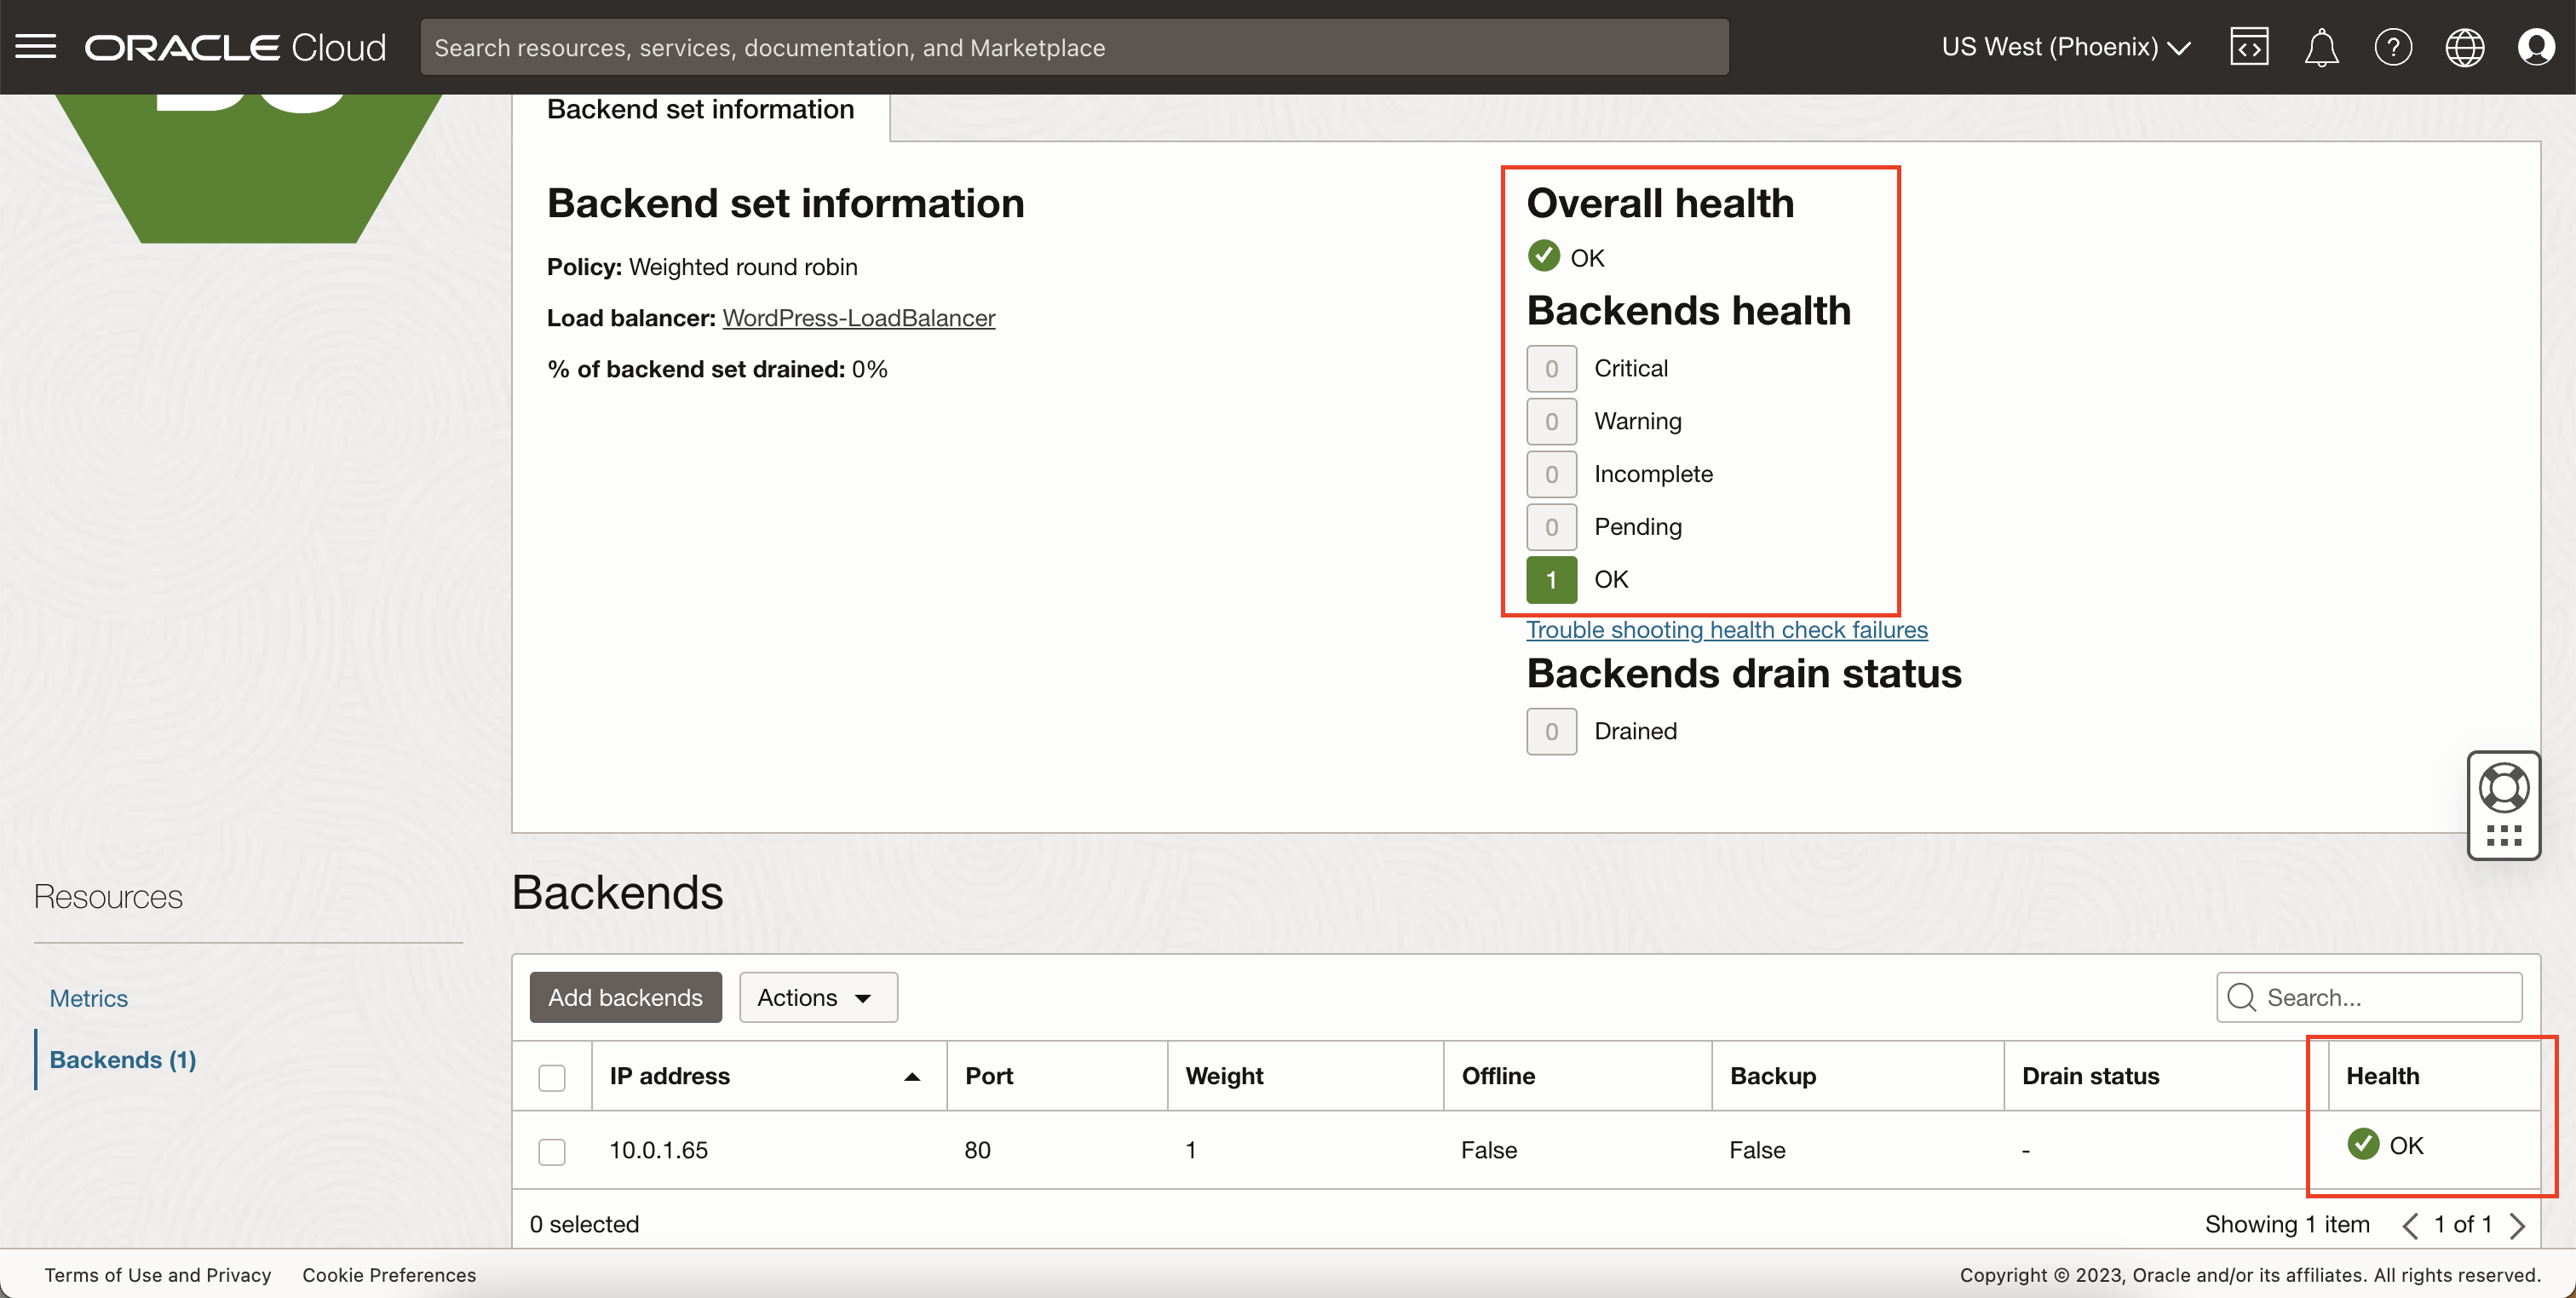 ORACLE Cloud
Search resources, services, documentation, and Marketplace
US West (Phoenix)
Backend set information
Backend set information
Policy: Weighted round robin
Load balancer: WordPress-LoadBalancer
% of backend set drained: 0%
Overall health
OK
Backends health
0 Critical
0 Warning
0 Incomplete
0 Pending
1 OK
Trouble shooting health check failures
Backends drain status
0 Drained
Resources
Metrics
Backends (1)
Backends
Add backends Actions Search...
IP address Port Weight Offline Backup Drain status Health
10.0.1.65 80 1 False False - OK
0 selected Showing 1 item 1 of 1
Terms of Use and Privacy Cookie Preferences Copyright © 2023, Oracle and/or its affiliates. All rights reserved.